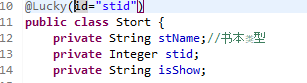 10 @Lucky(id="stid")
11 public class Stort {
12 private String stName;//书本类型
13 private Integer stid;
14 private String isShow;